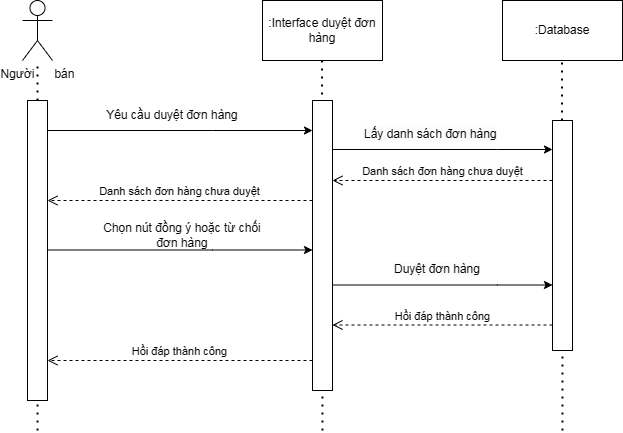 :Interface duyệt đơn
hàng
:Database
Người bán
Yêu cầu duyệt đơn hàng
Lấy danh sách đơn hàng
Danh sách đơn hàng chưa duyệt
Danh sách đơn hàng chưa duyệt
Chọn nút đồng ý hoặc từ chối
đơn hàng
Duyệt đơn hàng
Hồi đáp thành công
Hồi đáp thành công